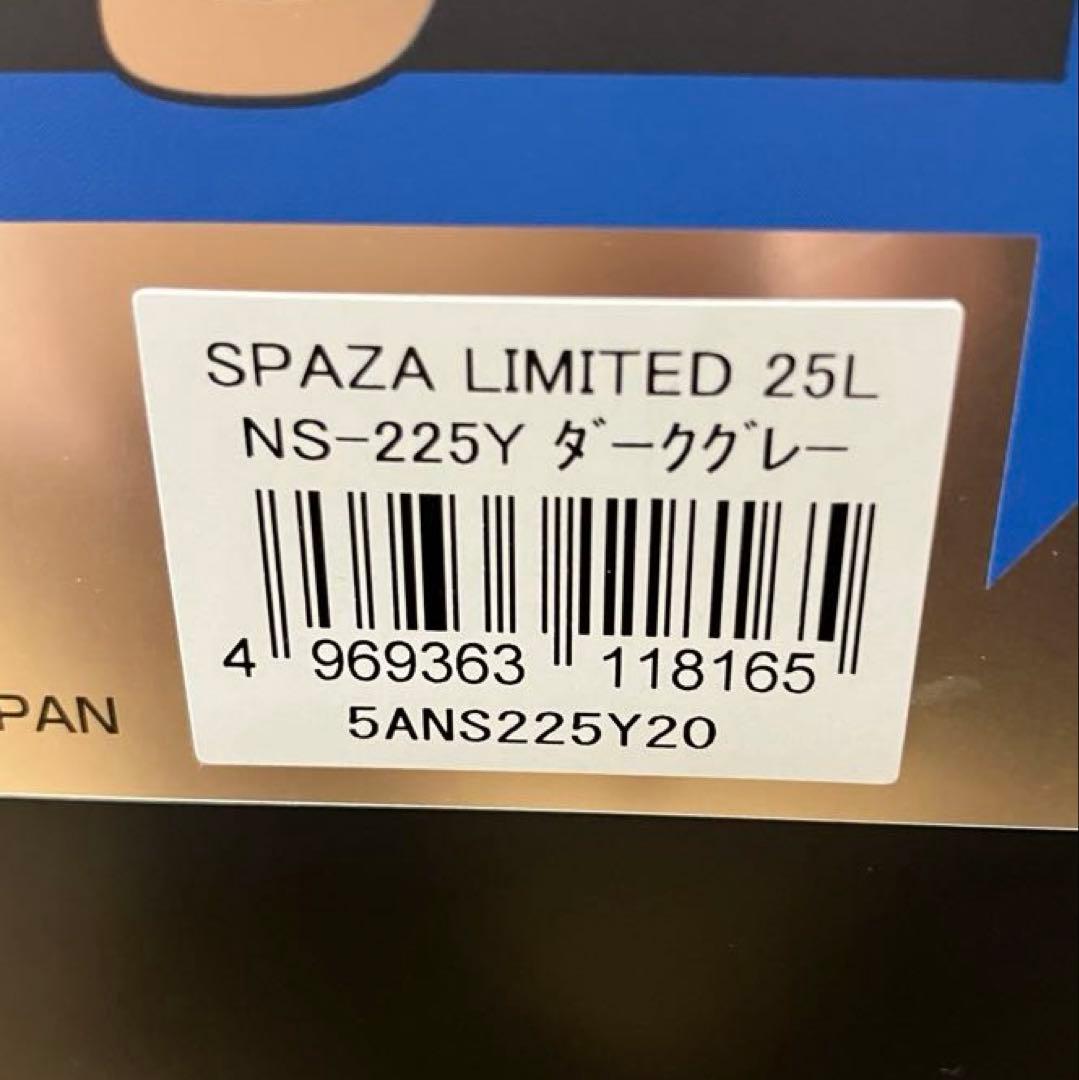 SPAZA LIMITED 25L
NS-225Y ﾀﾞｰｸｸﾞﾚｰ
4 969363 118165
PAN
5ANS225Y20